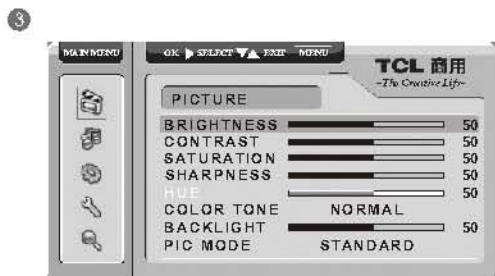 3
MAIN MENU
OK ▶ SELECT ▼▲ EXIT MENU
TCL 商用
-The Creative Life-
PICTURE
BRIGHTNESS 50
CONTRAST 50
SATURATION 50
SHARPNESS 50
HUE 50
COLOR TONE NORMAL
BACKLIGHT 50
PIC MODE STANDARD